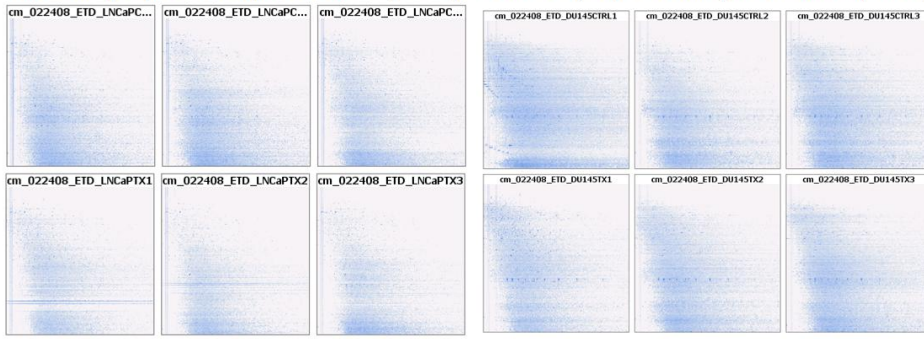 cm_022408_ETD_LNCaPC...
cm_022408_ETD_LNCaPC...
cm_022408_ETD_LNCaPC...
cm_022408_ETD_DU145CTRL1
cm_022408_ETD_DU145CTRL2
cm_022408_ETD_DU145CTRL3
cm_022408_ETD_LNCaPTX1
cm_022408_ETD_LNCaPTX2
cm_022408_ETD_LNCaPTX3
cm_022408_ETD_DU145TX1
cm_022408_ETD_DU145TX2
cm_022408_ETD_DU145TX3